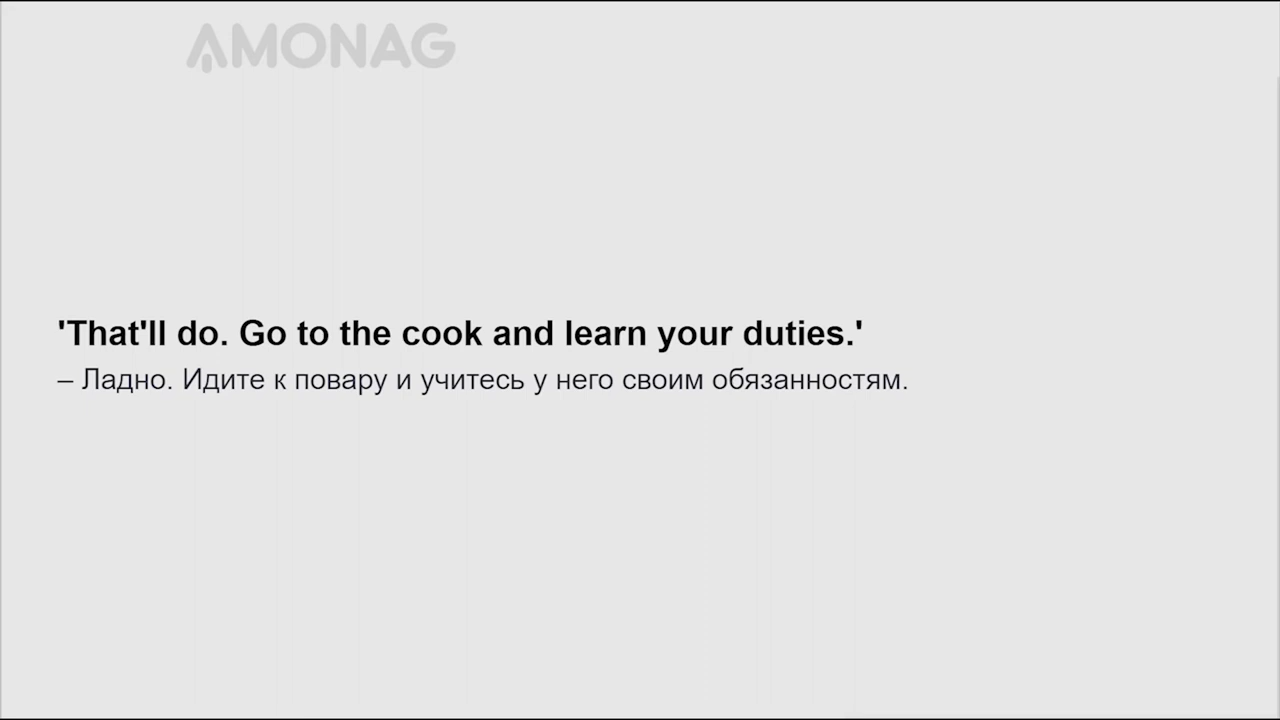 AMONAG
'That'll do. Go to the cook and learn your duties.'
– Ладно. Идите к повару и учитесь у него своим обязанностям.